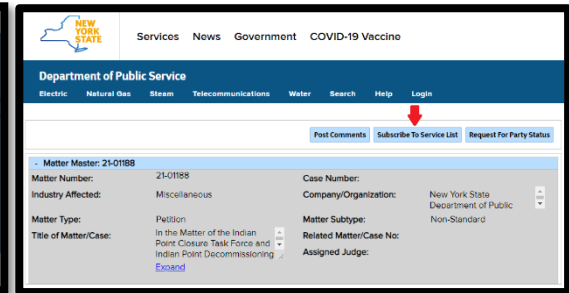 NEW
YORK
STATE
Services News Government COVID-19 Vaccine
Department of Public Service
Electric Natural Gas Steam Telecommunications Water Search Help Login
Post Comments Subscribe To Service List Request For Party Status
- Matter Master: 21-01188
Matter Number: 21-01188 Case Number:
Industry Affected: Miscellaneous Company/Organization: New York State
Department of Public
Matter Type: Petition Matter Subtype: Non-Standard
Title of Matter/Case: In the Matter of the Indian Related Matter/Case No:
Point Closure Task Force and
Indian Point Decommissioning Assigned Judge:
Expand